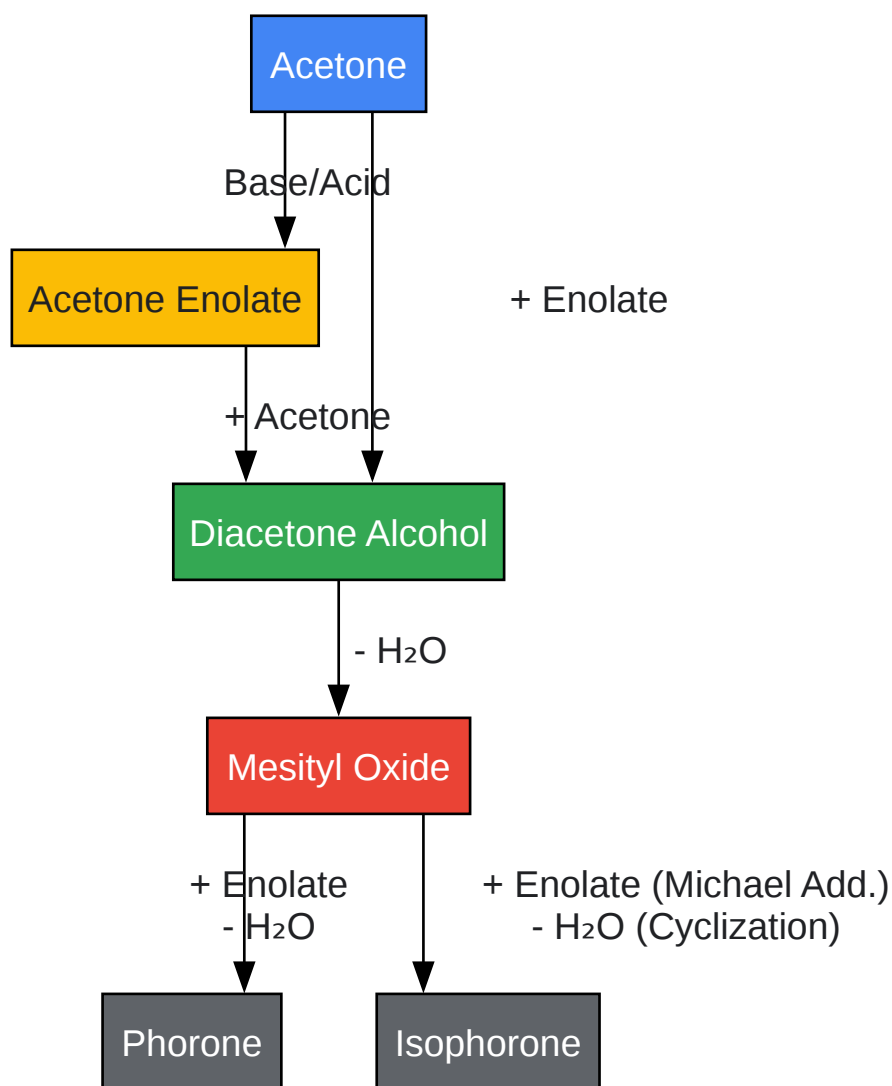 Acetone
Base/Acid
Acetone Enolate
+ Enolate
+ Acetone
Diacetone Alcohol
- H₂O
Mesityl Oxide
+ Enolate
- H₂O
+ Enolate (Michael Add.)
- H₂O (Cyclization)
Phorone
Isophorone